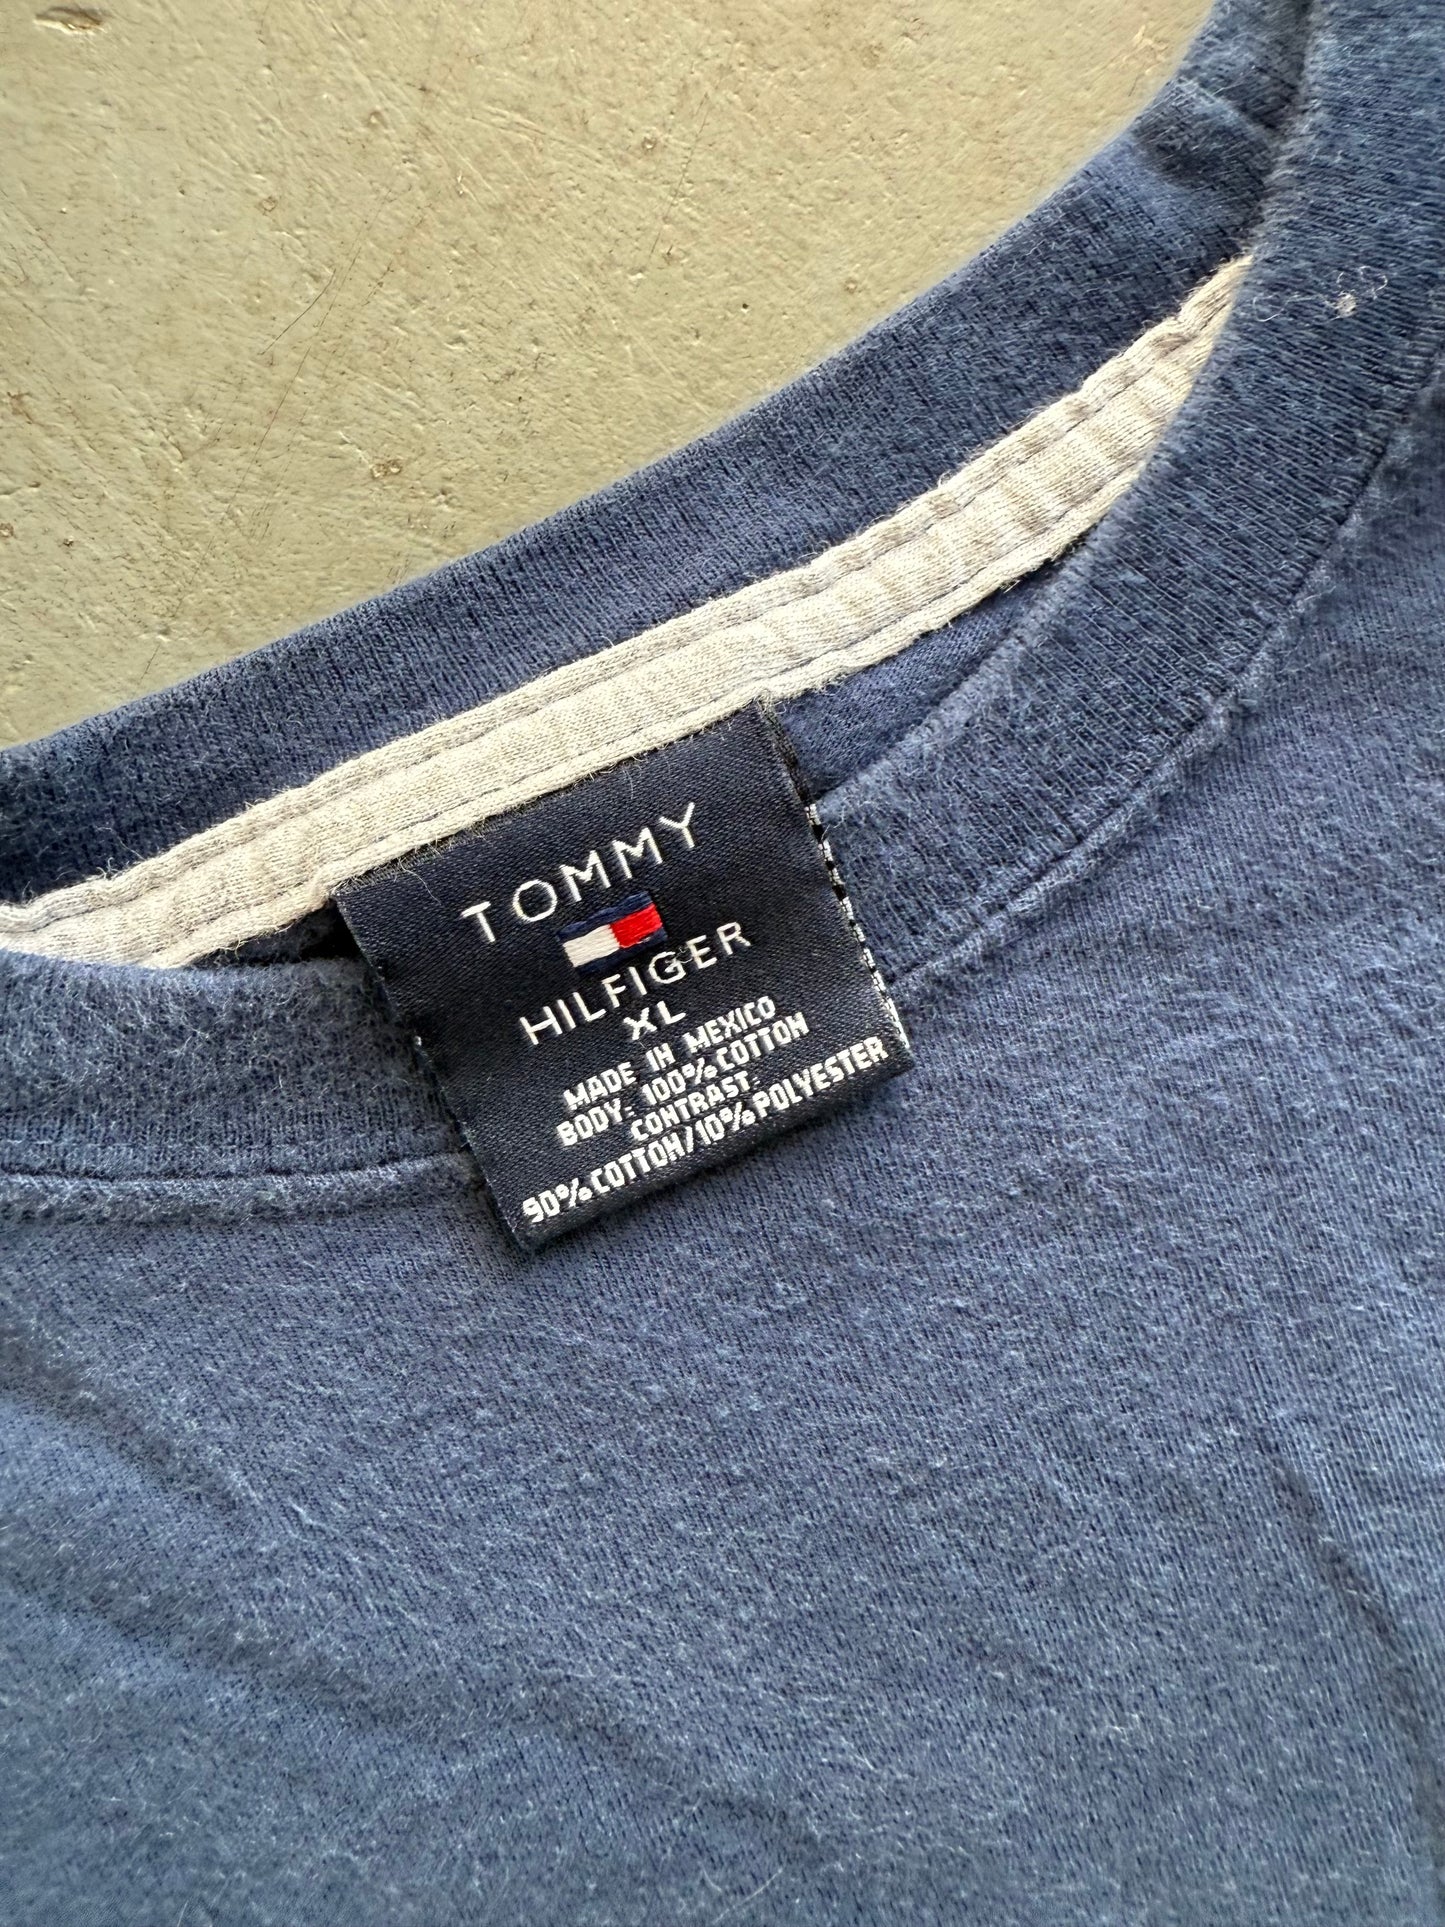 TOMMY
HILFIGER
XL
MADE IN MEXICO
BODY: 100% COTTON
CONTRAST:
90% COTTON/10% POLYESTER